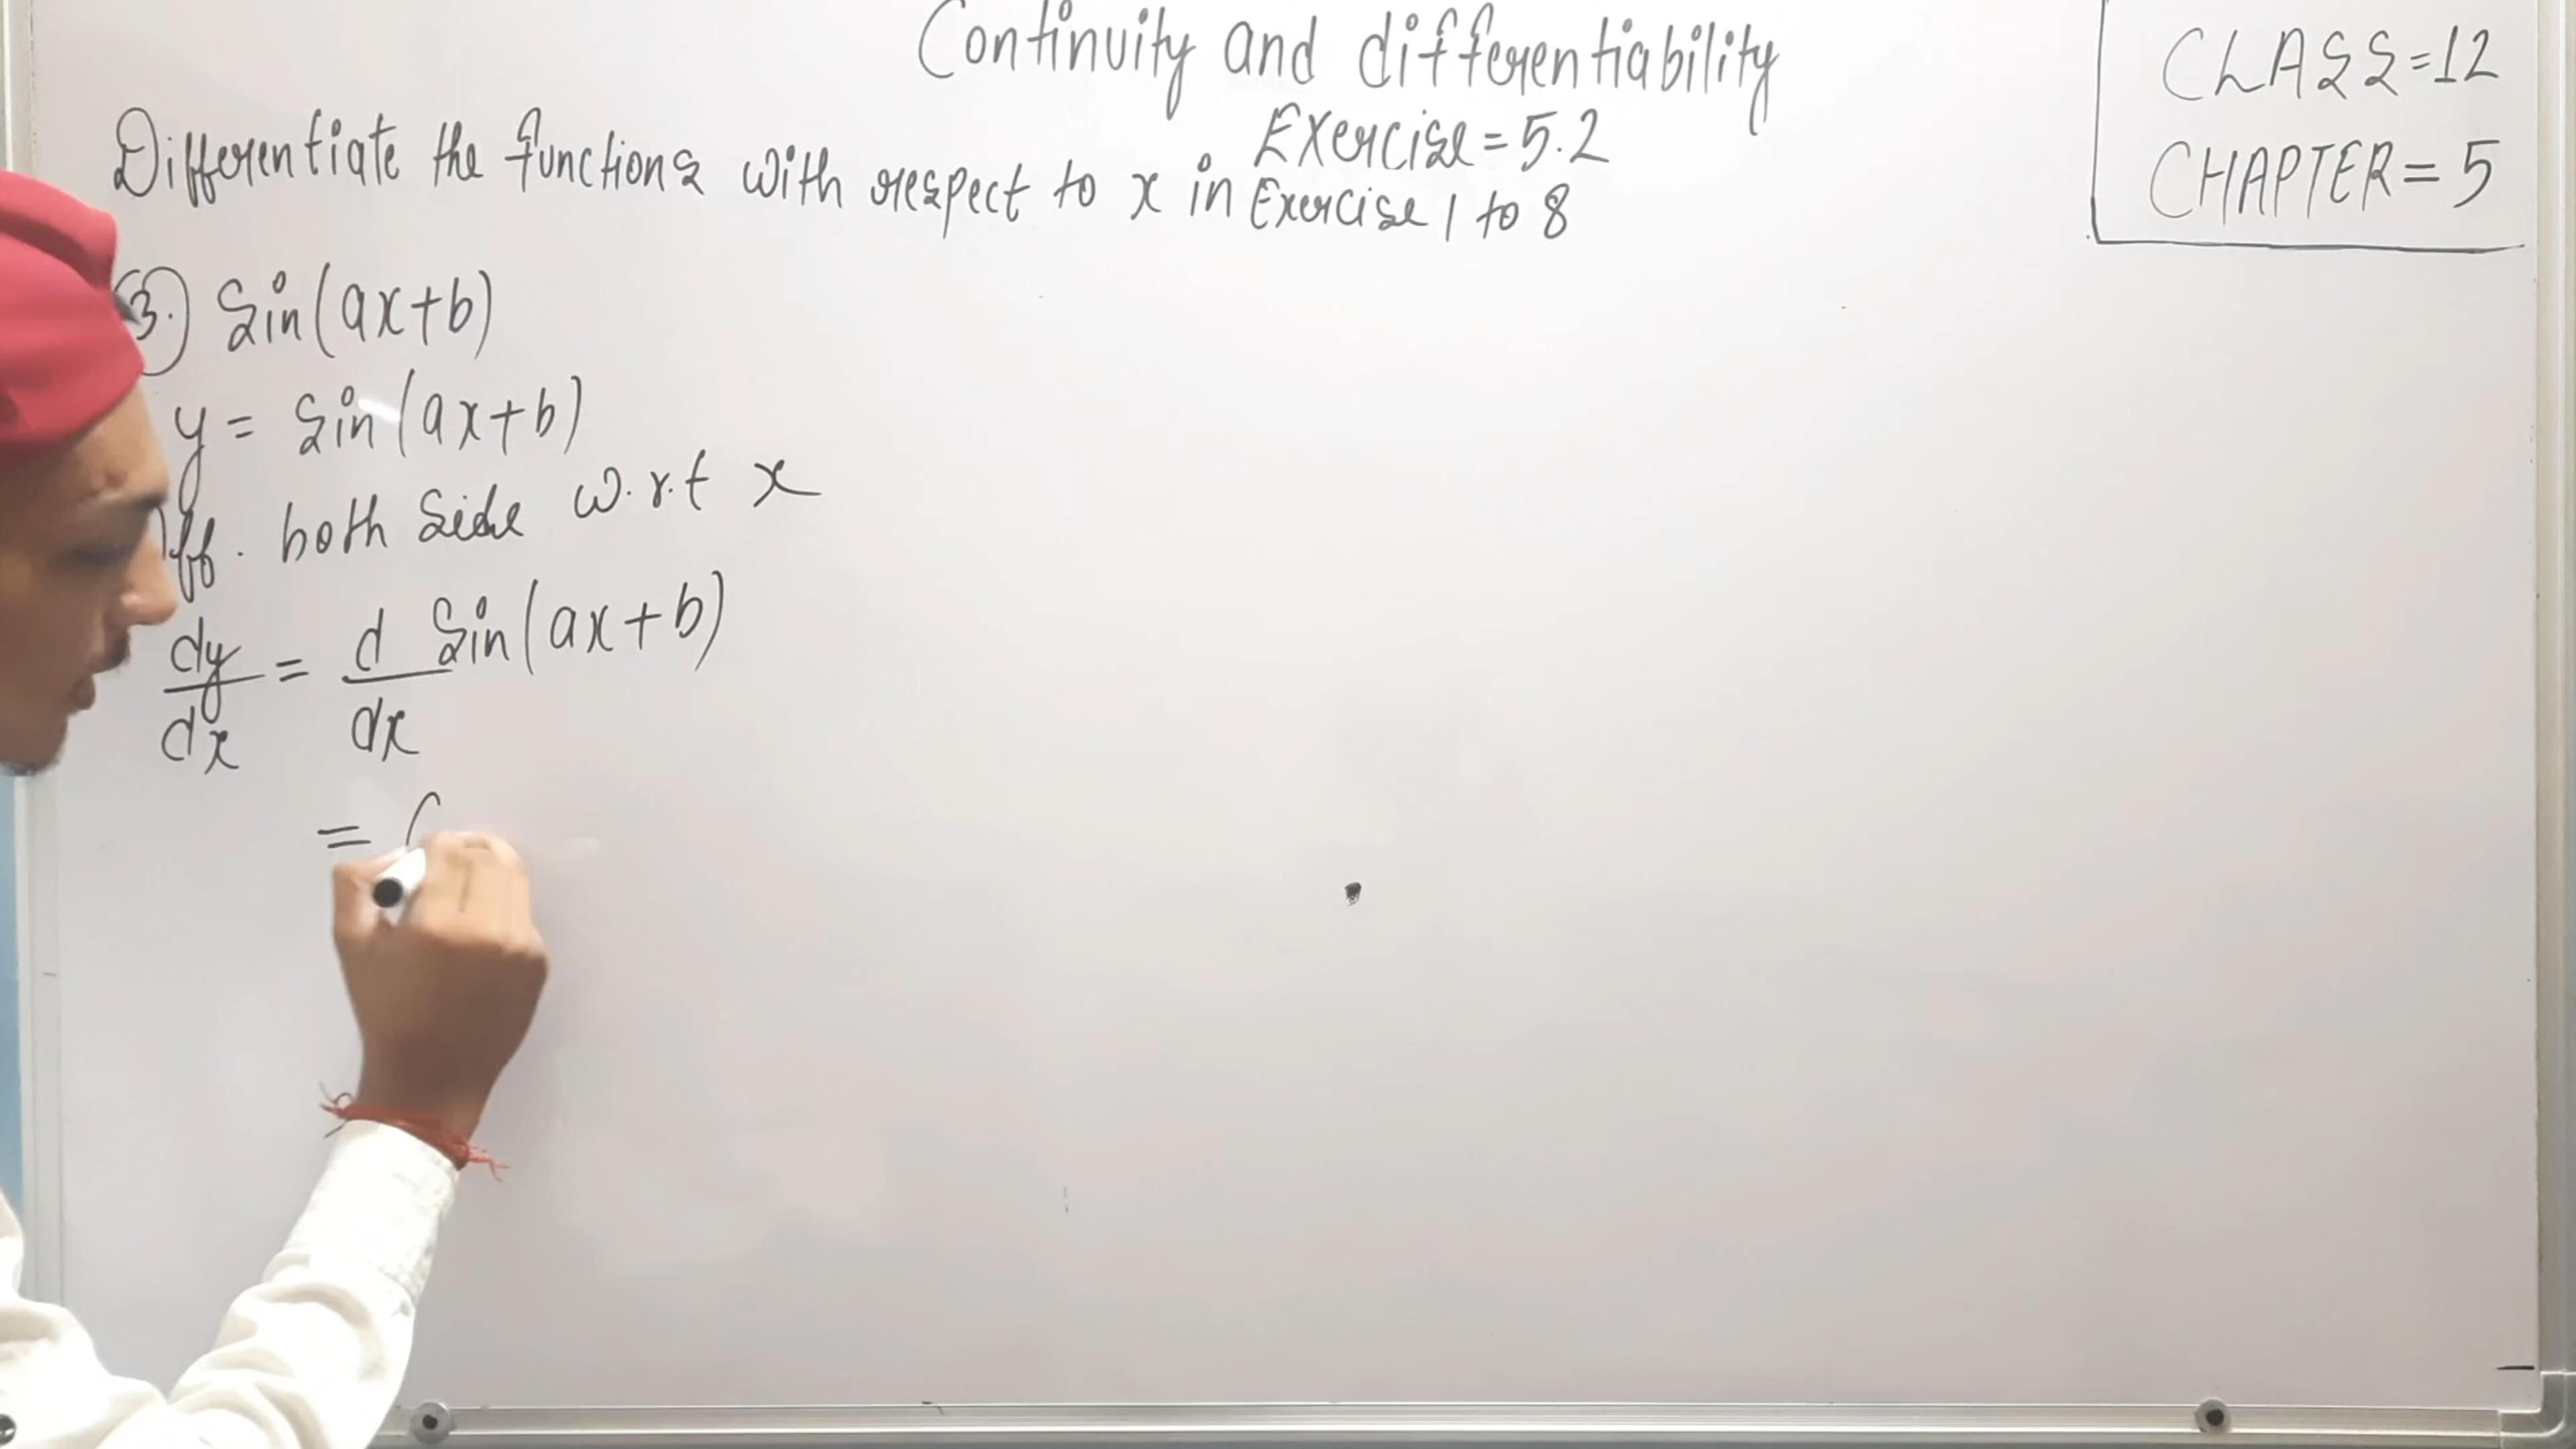 Continuity and differentiability
CLASS=12
Exercise=5.2
CHAPTER=5
Differentiate the functions with respect to x in Exercise 1 to 8
(3.) Sin(ax+b)
y = Sin(ax+b)
both side w.r.t x
dy/dx = d/dx Sin(ax+b)
=